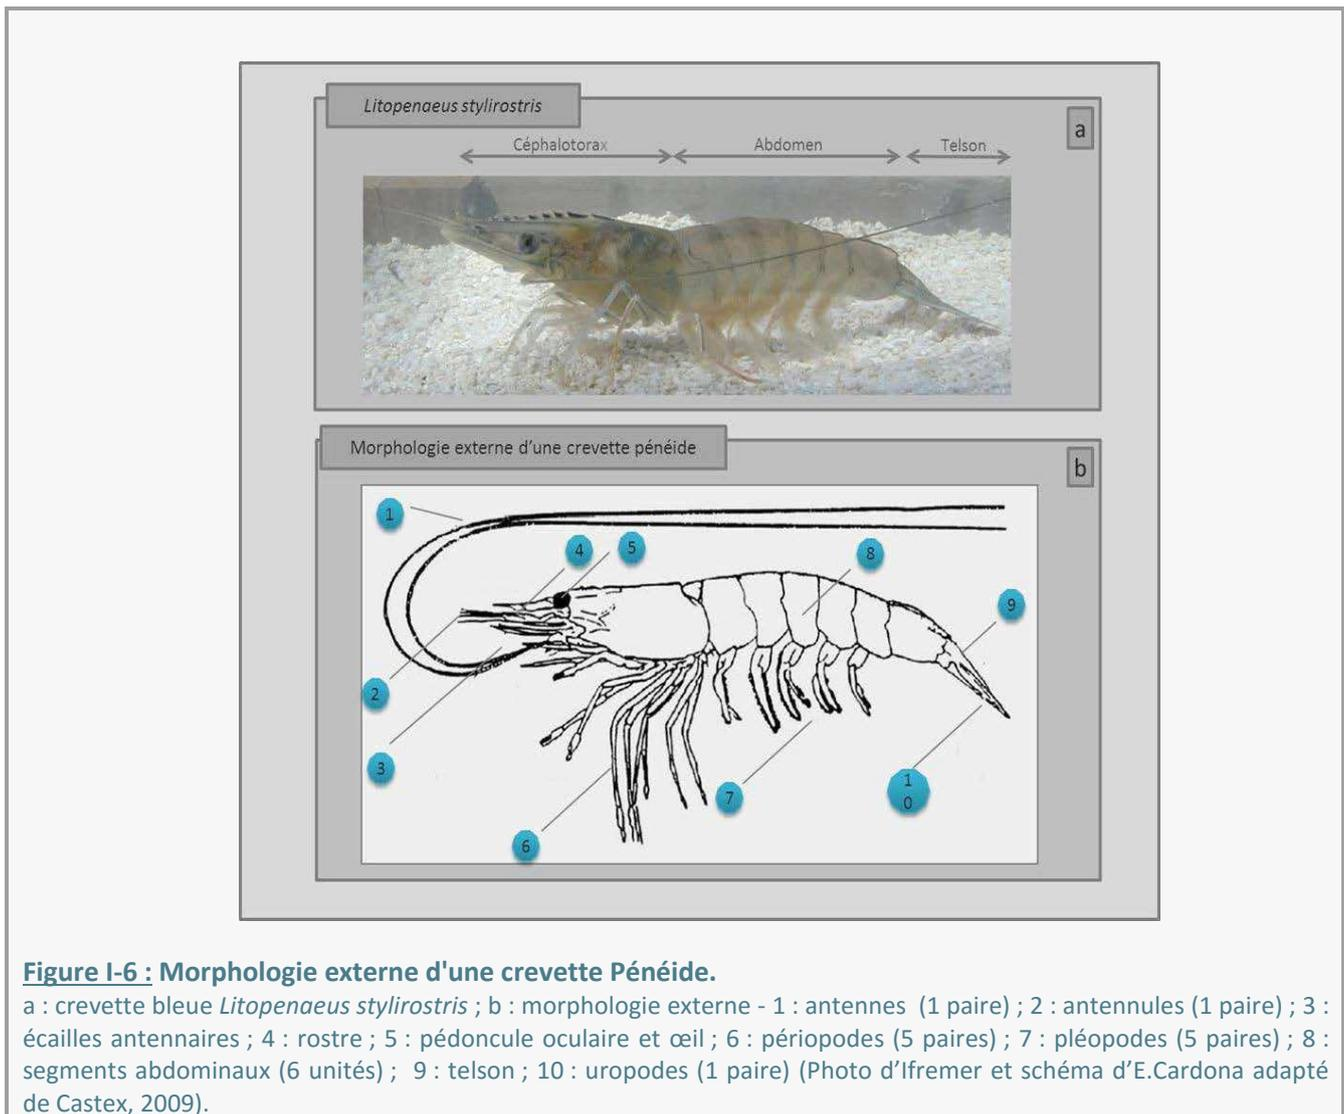 Litopenaeus stylirostris
a
Céphalotorax
Abdomen
Telson
Morphologie externe d'une crevette pénéide
b
1
4
5
8
9
2
3
7
1
0
6
Figure I-6 : Morphologie externe d'une crevette Pénéide.
a : crevette bleue Litopenaeus stylirostris ; b : morphologie externe - 1 : antennes (1 paire) ; 2 : antennules (1 paire) ; 3 :
écailles antennaires ; 4 : rostre ; 5 : pédoncule oculaire et œil ; 6 : périopodes (5 paires) ; 7 : pléopodes (5 paires) ; 8 :
segments abdominaux (6 unités) ; 9 : telson ; 10 : uropodes (1 paire) (Photo d'Ifremer et schéma d'E.Cardona adapté
de Castex, 2009).